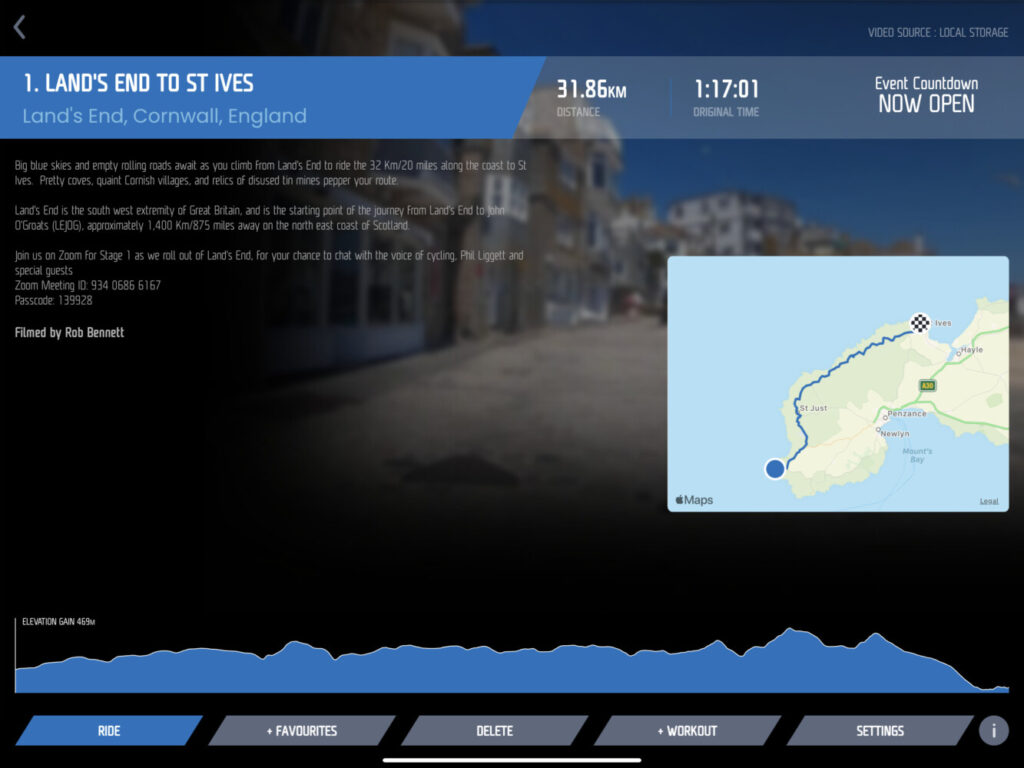 VIDEO SOURCE : LOCAL STORAGE
1. LAND'S END TO ST IVES
Land's End, Cornwall, England
31.86KM
DISTANCE
1:17:01
ORIGINAL TIME
Event Countdown
NOW OPEN
Big blue skies and empty rolling roads await as you climb from Land's End to ride the 32 Km/20 miles along the coast to St
Ives.  Pretty coves, quaint Cornish villages, and relics of disused tin mines pepper your route.
Land's End is the south west extremity of Great Britain, and is the starting point of the journey from Land's End to John
O'Groats (LEJOG), approximately 1,400 Km/875 miles away on the north east coast of Scotland.
Join us on Zoom for Stage 1 as we roll out of Land's End, for your chance to chat with the voice of cycling, Phil Liggett and
special guests
Zoom Meeting ID: 934 0686 6167
Passcode: 139928
Filmed by Rob Bennett
Ives
Hayle
A30
St Just
Penzance
Newlyn
Mount's
Bay
Maps
Legal
ELEVATION GAIN 469M
RIDE
+ FAVOURITES
DELETE
+ WORKOUT
SETTINGS
i